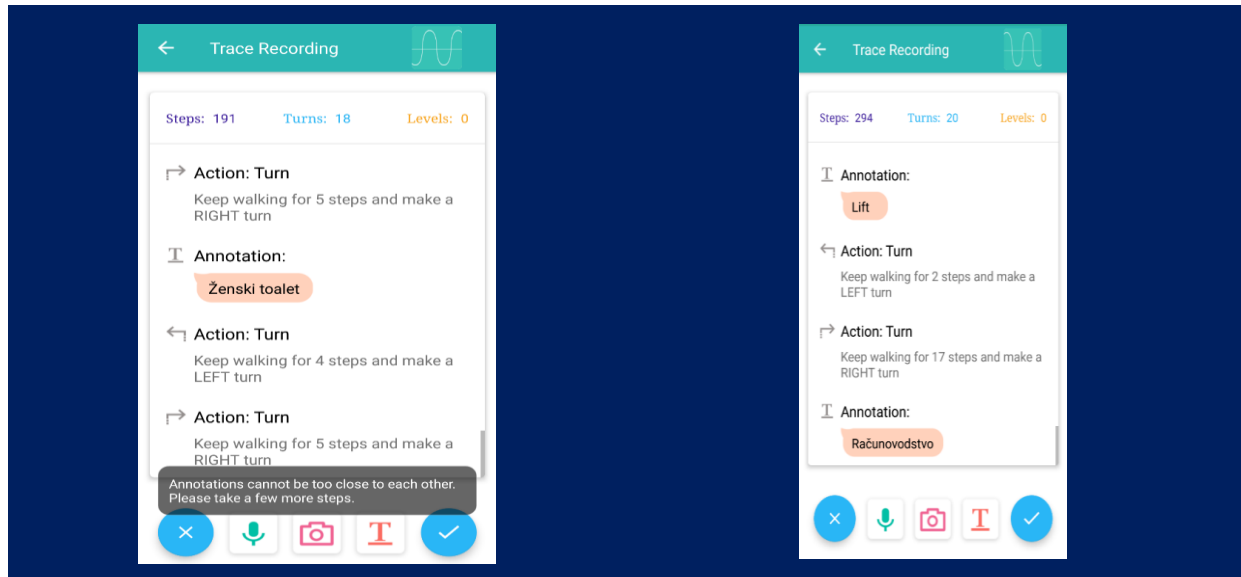 Trace Recording
Steps: 191 Turns: 18 Levels: 0
Action: Turn
Keep walking for 5 steps and make a
RIGHT turn
T Annotation:
Ženski toalet
Action: Turn
Keep walking for 4 steps and make a
LEFT turn
Action: Turn
Keep walking for 5 steps and make a
RIGHT turn
Annotations cannot be too close to each other.
Please take a few more steps.
T
Trace Recording
Steps: 294 Turns: 20 Levels: 0
T Annotation:
Lift
Action: Turn
Keep walking for 2 steps and make a
LEFT turn
Action: Turn
Keep walking for 17 steps and make a
RIGHT turn
T Annotation:
Računovodstvo
T